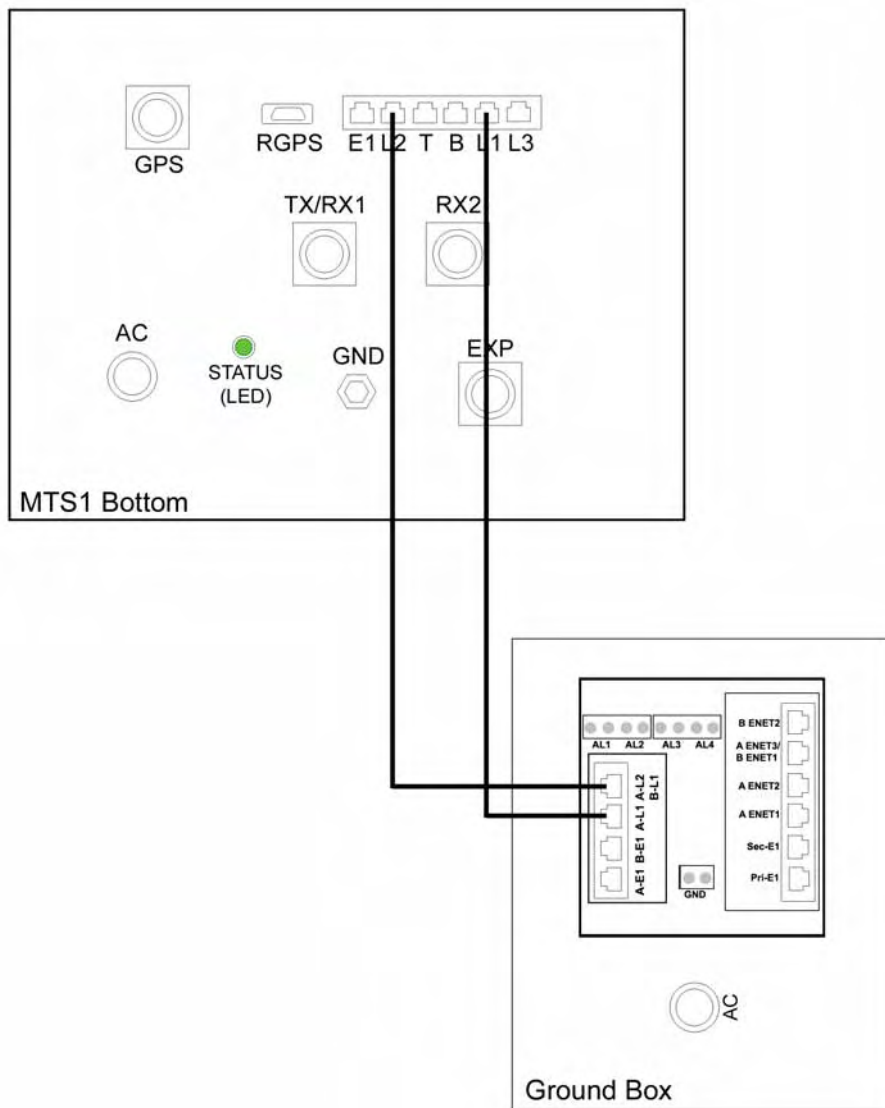 GPS
RGPS
E1 L2 T B L1 L3
TX/RX1
RX2
AC
STATUS
(LED)
GND
EXP
MTS1 Bottom
AL1 AL2 AL3 AL4
A-L2
B-L1
A-L1
B-E1
A-E1
GND
B ENET2
A ENET3/
B ENET1
A ENET2
A ENET1
Sec-E1
Pri-E1
AC
Ground Box